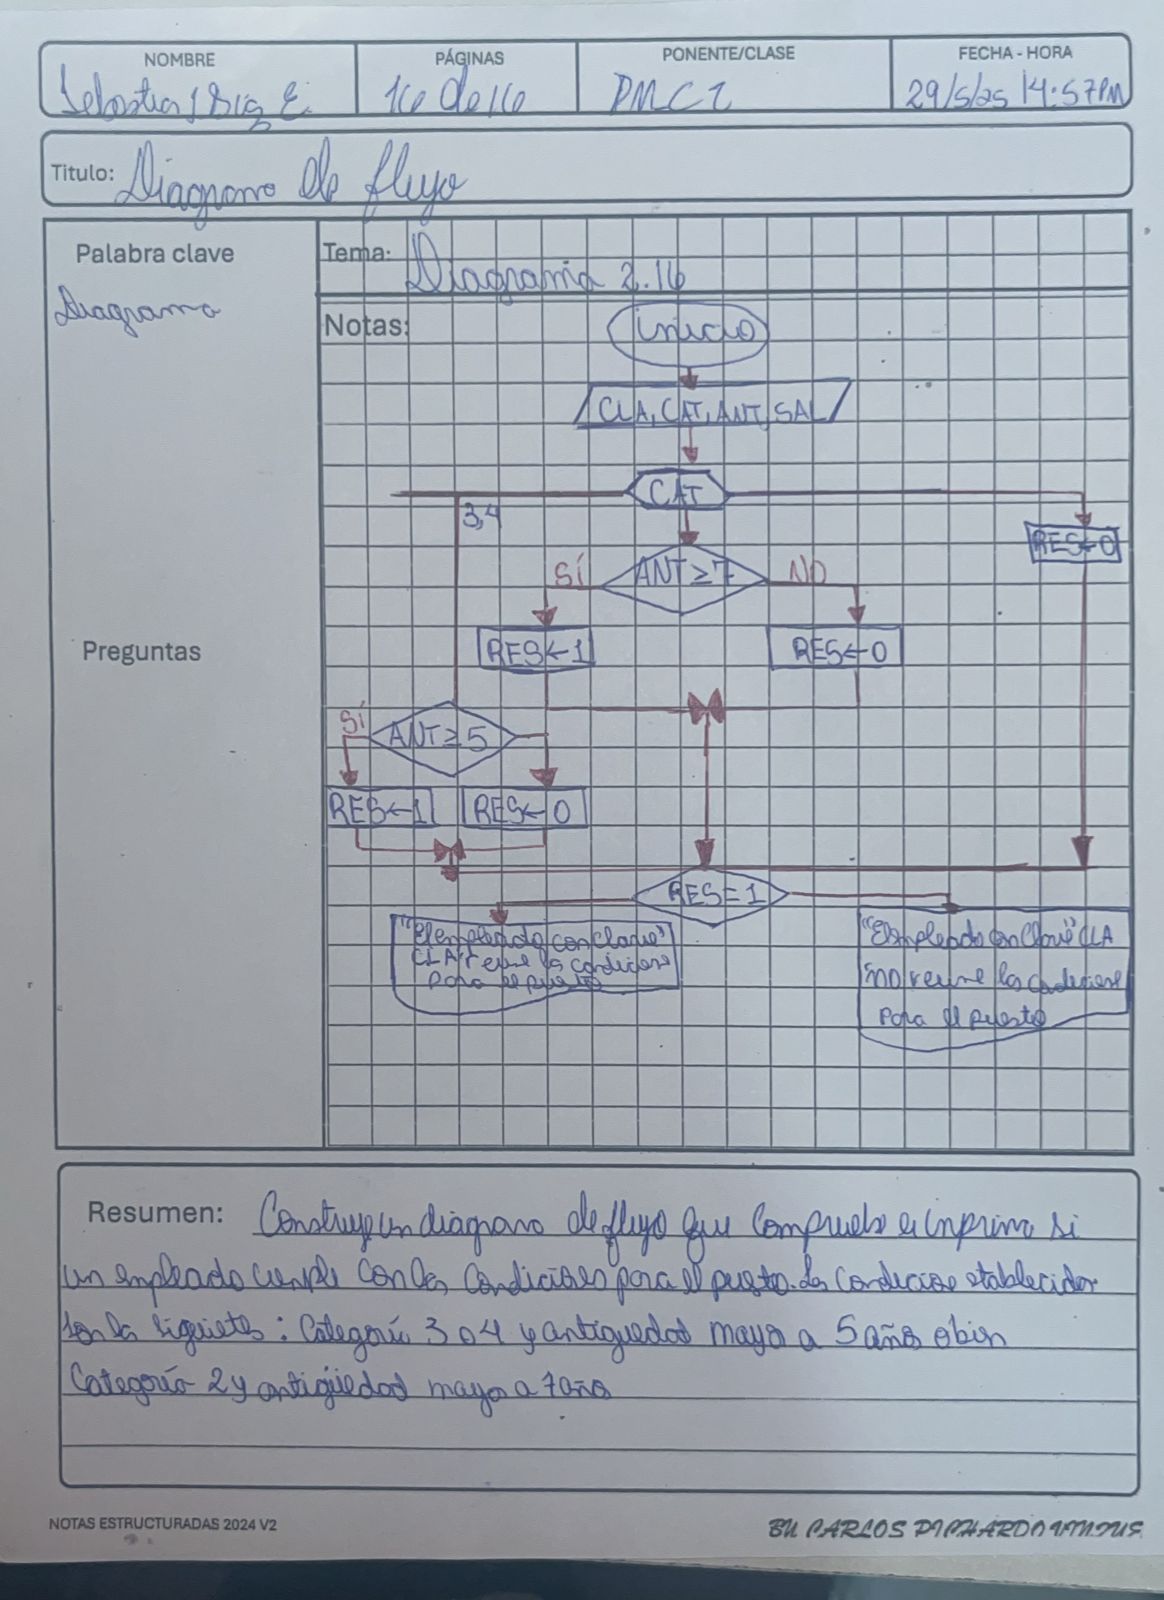 NOMBRE
PÁGINAS
PONENTE/CLASE
FECHA - HORA
16 de 16
PMC1
29/5/25 14:57PM
Titulo: Diagrama de flujo
Palabra clave
Diagrama
Tema: Diagrama 2.16
Notas:
inicio
CLA, CAT, ANT, SAL
CAT
3,4
RES←0
SÍ
ANT≥7
NO
Preguntas
RES←1
RES←0
SÍ
ANT≥5
RES←1
RES←0
RES=1
"El empleado con clave"
CLA reune las condiciones
para el puesto
"El empleado con clave" CLA
no reune las condiciones
para el puesto
Resumen: Construye un diagrama de flujo que compruebe e imprima si
un empleado cumple con las condiciones para el puesto. Las condiciones establecidas
son las siguietes: Categoría 3 o 4 y antiguedad mayor a 5 años o bien
Categoría 2 y antigüedad mayor a 7 años
NOTAS ESTRUCTURADAS 2024 V2
BY CARLOS PICHARDO VINIUS